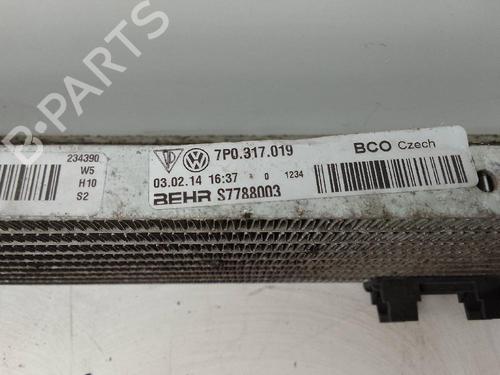 B-PARTS
234390
W5
H10
S2
7P0.317.019
03.02.14 16:37 0 1234
BEHR S7788003
BCO Czech